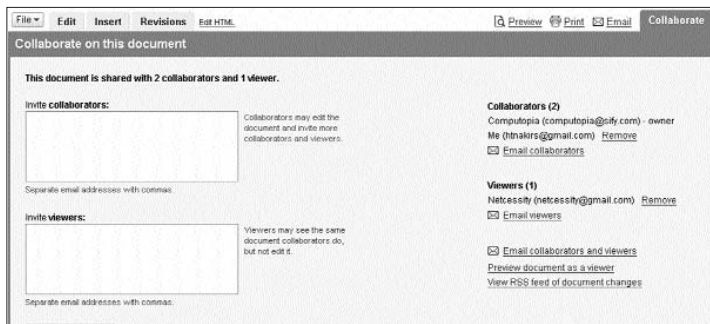 File Edit Insert Revisions Edit HTML Preview Print Email Collaborate
Collaborate on this document
This document is shared with 2 collaborators and 1 viewer.
Invite collaborators:
Collaborators may edit the
document and invite more
collaborators and viewers.
Separate email addresses with commas.
Invite viewers:
Viewers may see the same
document collaborators do,
but not edit it.
Separate email addresses with commas.
Collaborators (2)
Computopia (computopia@sify.com) - owner
Me (htnakirs@gmail.com) Remove
Email collaborators
Viewers (1)
Netcessity (netcessity@gmail.com) Remove
Email viewers
Email collaborators and viewers
Preview document as a viewer
View RSS feed of document changes